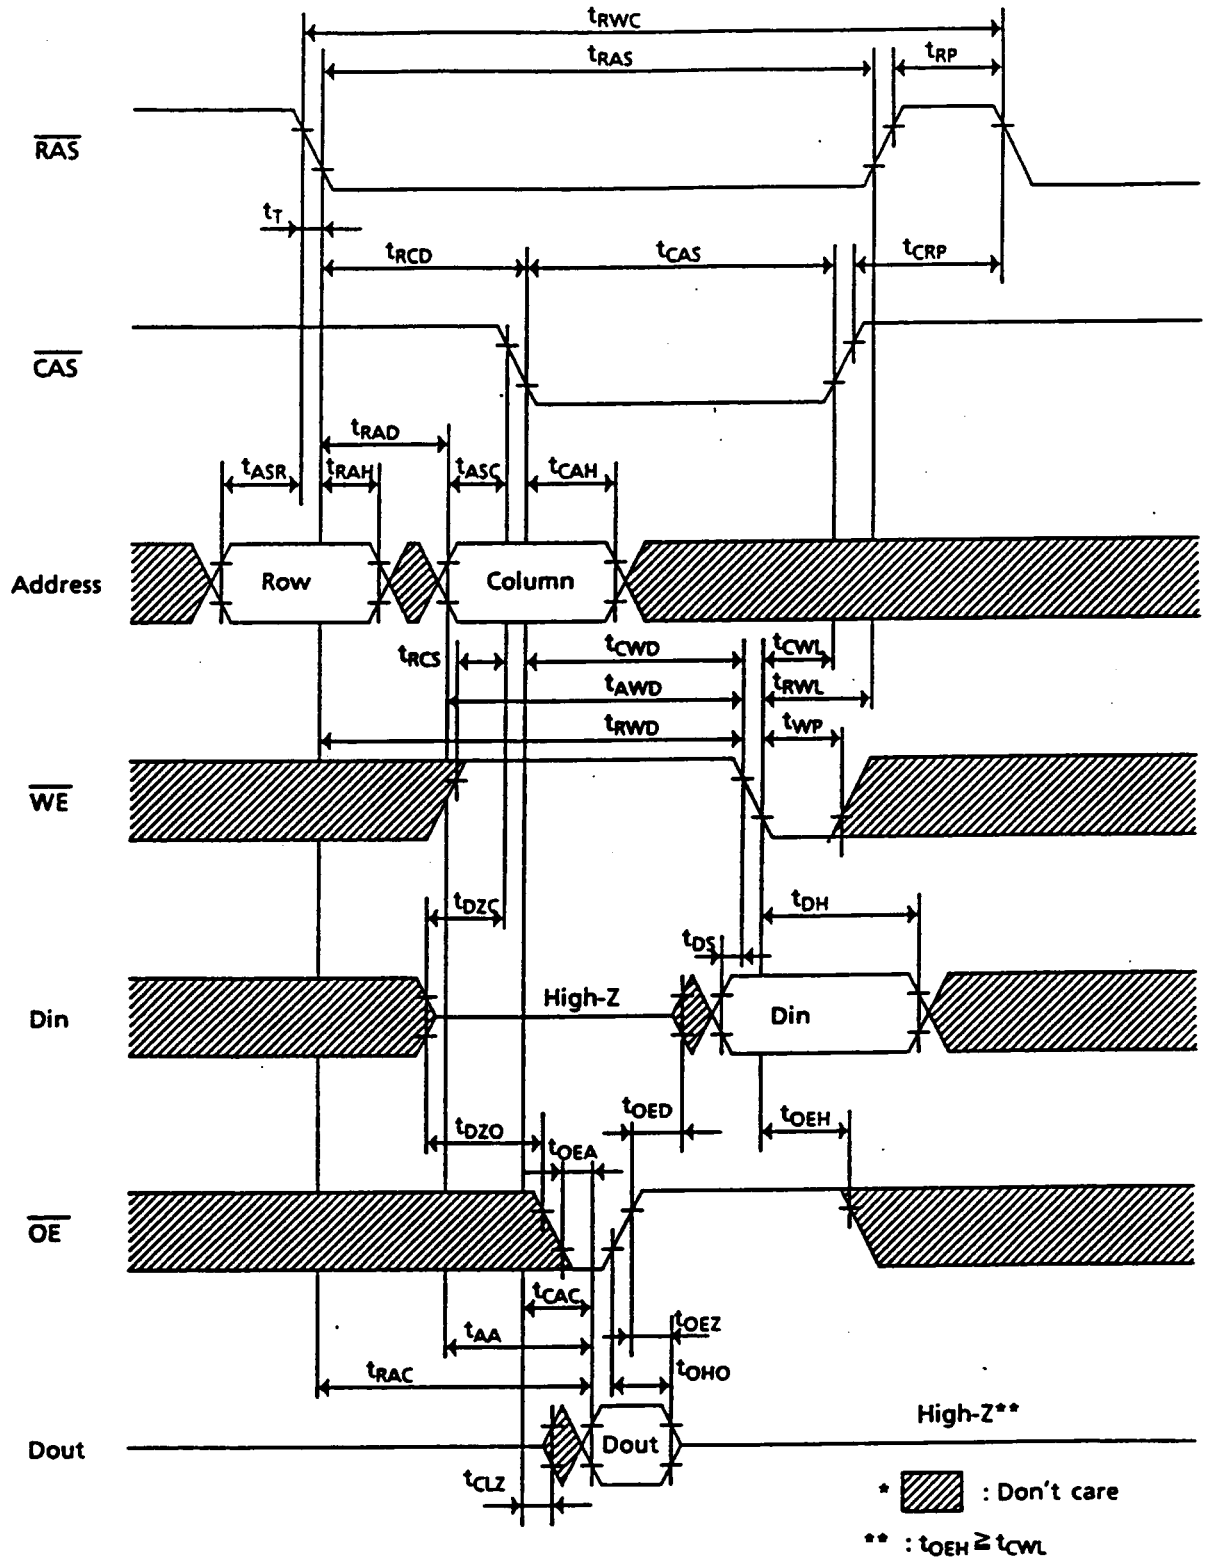 tRWC
tRAS
tRP
RAS
tT
tRCD
tCAS
tCRP
CAS
tRAD
tASR
tRAH
tASC
tCAH
Address
Row
Column
tRCS
tCWD
tCWL
tAWD
tRWL
tRWD
tWP
WE
tDZC
tDH
tDS
Din
High-Z
Din
tOED
tDZO
tOEA
tOEH
OE
tCAC
tAA
tOEZ
tRAC
tOHO
Dout
Dout
High-Z**
tCLZ
* : Don't care
** : tOEH ≧ tCWL